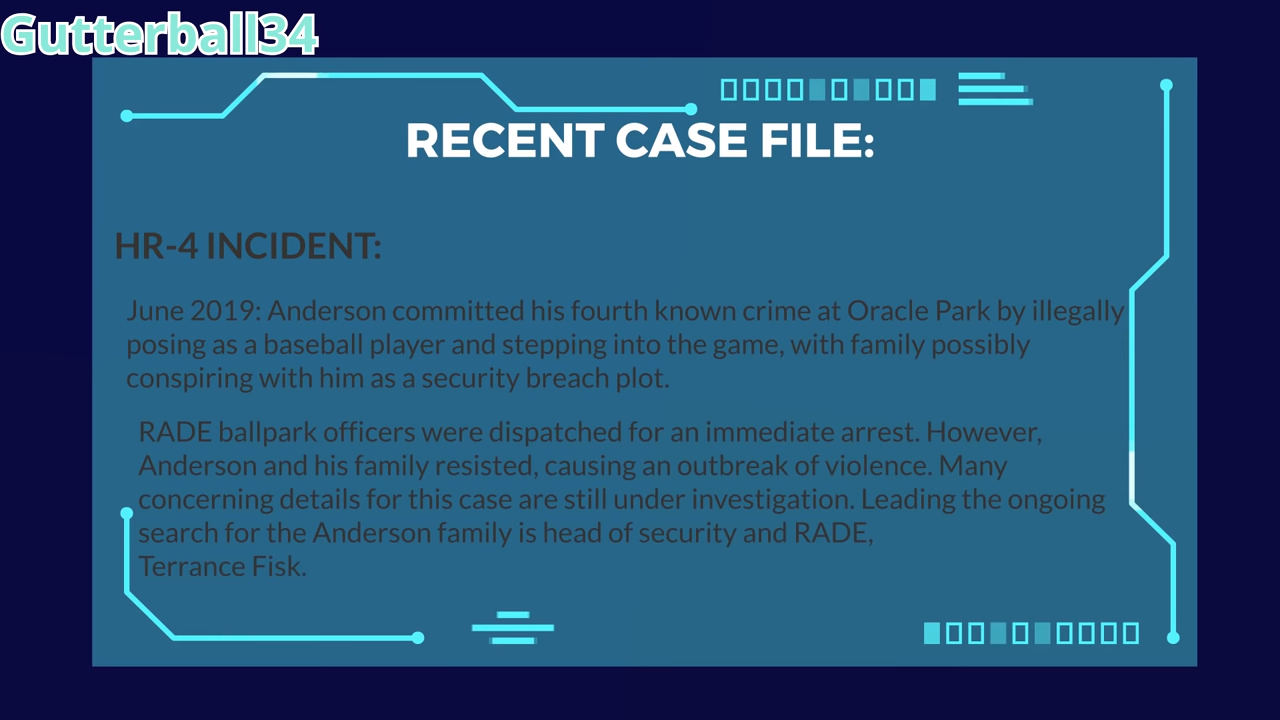 Gutterball34
RECENT CASE FILE:
HR-4 INCIDENT:
June 2019: Anderson committed his fourth known crime at Oracle Park by illegally
posing as a baseball player and stepping into the game, with family possibly
conspiring with him as a security breach plot.
RADE ballpark officers were dispatched for an immediate arrest. However,
Anderson and his family resisted, causing an outbreak of violence. Many
concerning details for this case are still under investigation. Leading the ongoing
search for the Anderson family is head of security and RADE,
Terrance Fisk.